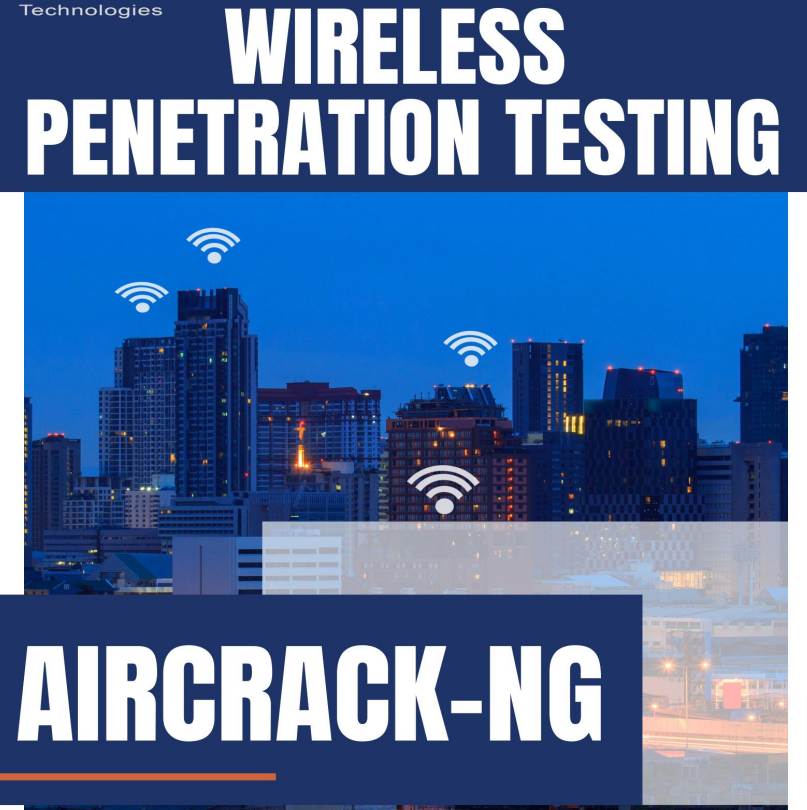 Technologies
WIRELESS
PENETRATION TESTING
AIRCRACK-NG